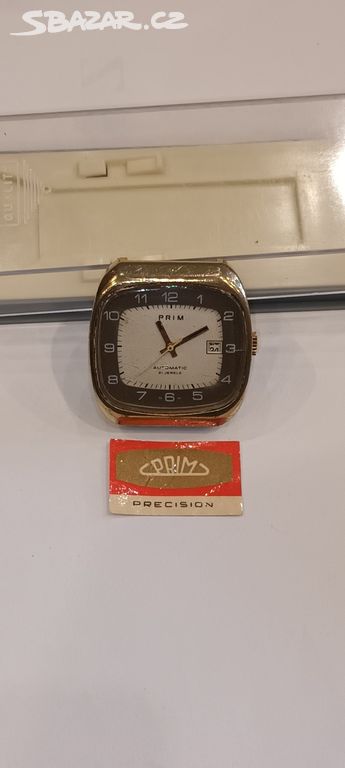 SBAZAR.CZ
QUALITY
11 12 1
10 2
PRIM
9 24 3
AUTOMATIC
21 JEWELS
8 4
7 6 5
PRIM
PRECISION